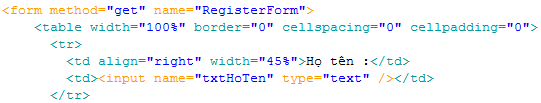 <form method="get" name="RegisterForm">
<table width="100%" border="0" cellspacing="0" cellpadding="0">
<tr>
<td align="right" width="45%">Họ tên :</td>
<td><input name="txtHoTen" type="text" /></td>
</tr>